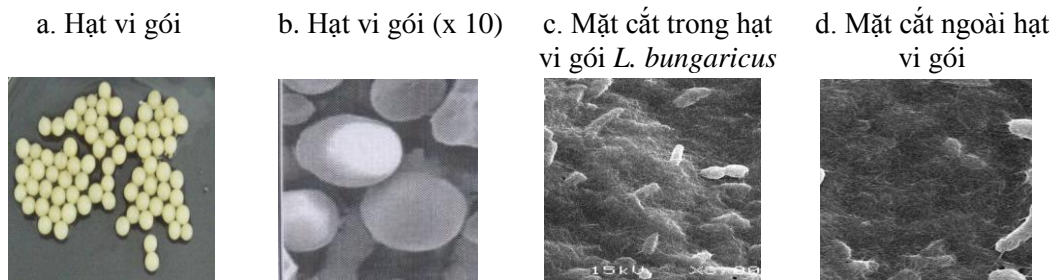 a. Hạt vi gói
b. Hạt vi gói (x 10)
c. Mặt cắt trong hạt
vi gói L. bungaricus
d. Mặt cắt ngoài hạt
vi gói
15kV